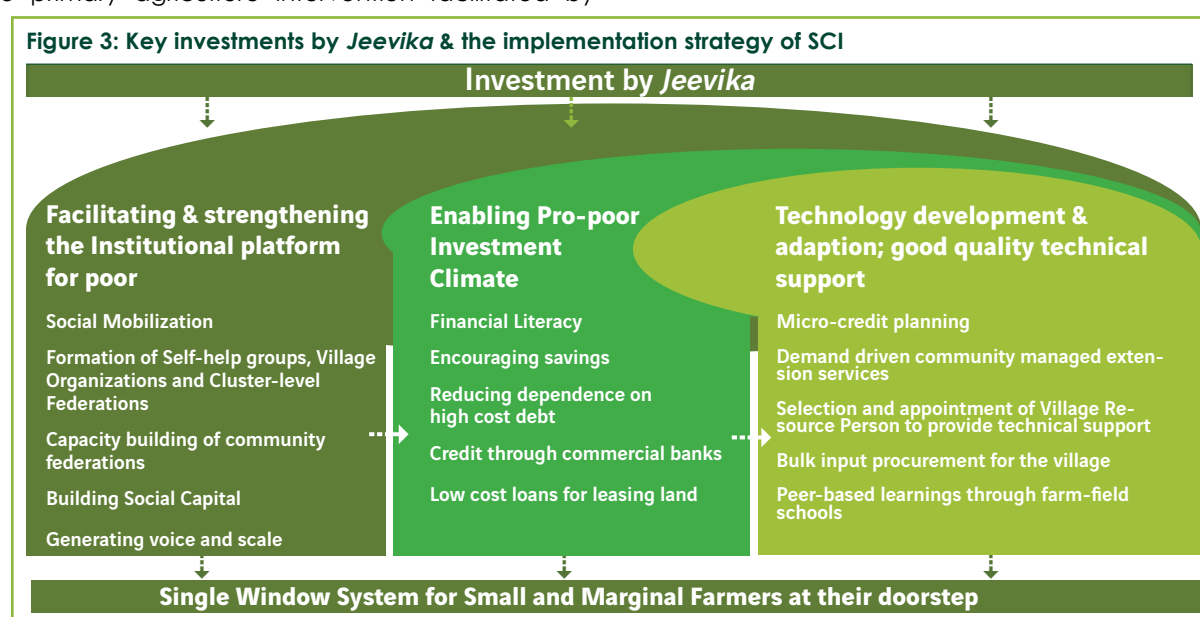 primary agriculture intervention facilitated by
Figure 3: Key investments by Jeevika & the implementation strategy of SCI
Investment by Jeevika
Facilitating & strengthening
the Institutional platform
for poor
Social Mobilization
Formation of Self-help groups, Village
Organizations and Cluster-level
Federations
Capacity building of community
federations
Building Social Capital
Generating voice and scale
Enabling Pro-poor
Investment
Climate
Financial Literacy
Encouraging savings
Reducing dependence on
high cost debt
Credit through commercial banks
Low cost loans for leasing land
Technology development &
adaption; good quality technical
support
Micro-credit planning
Demand driven community managed exten-
sion services
Selection and appointment of Village Re-
source Person to provide technical support
Bulk input procurement for the village
Peer-based learnings through farm-field
schools
Single Window System for Small and Marginal Farmers at their doorstep